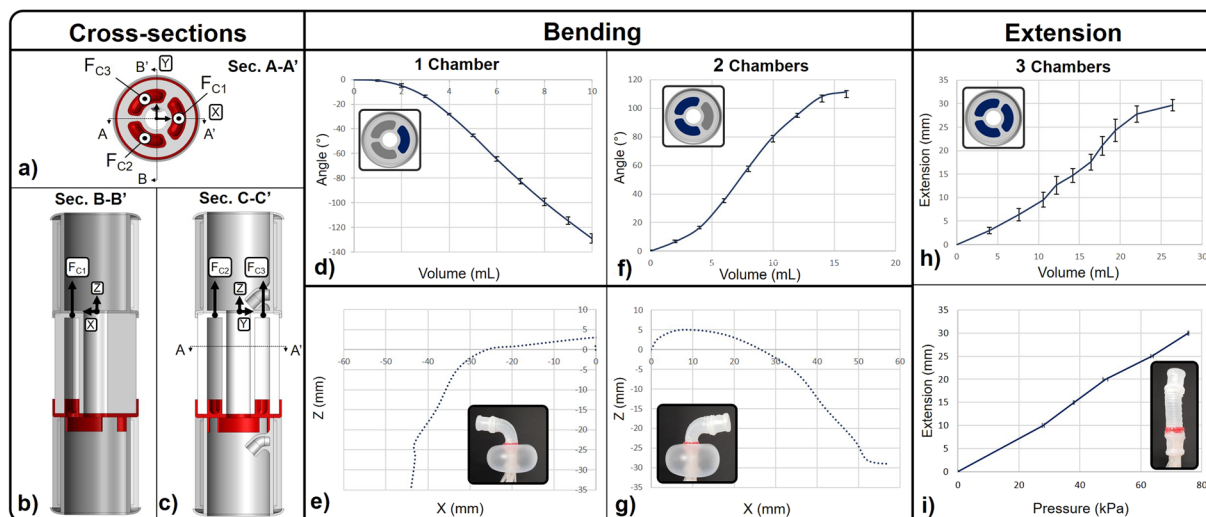 Cross-sections
Bending
Extension
Sec. A-A’
B’
Y
FC3
FC1
X
A
A’
FC2
B
a)
Sec. B-B’
FC1
Z
X
b)
Sec. C-C’
FC2
FC3
Z
Y
A
A’
c)
1 Chamber
0 2 4 6 8 10
0
-20
-40
-60
-80
-100
-120
-140
Angle (°)
Volume (mL)
d)
2 Chambers
120
100
80
60
40
20
0
0 5 10 15 20
Angle (°)
Volume (mL)
f)
3 Chambers
35
30
25
20
15
10
5
0
0 5 10 15 20 25 30
Extension (mm)
Volume (mL)
h)
10
5
0
-5
-10
-15
-20
-25
-30
-35
-60 -50 -40 -30 -20 -10 0
Z (mm)
X (mm)
e)
10
5
0
-5
-10
-15
-20
-25
-30
-35
0 10 20 30 40 50 60
Z (mm)
X (mm)
g)
35
30
25
20
15
10
5
0
0 20 40 60 80
Extension (mm)
Pressure (kPa)
i)